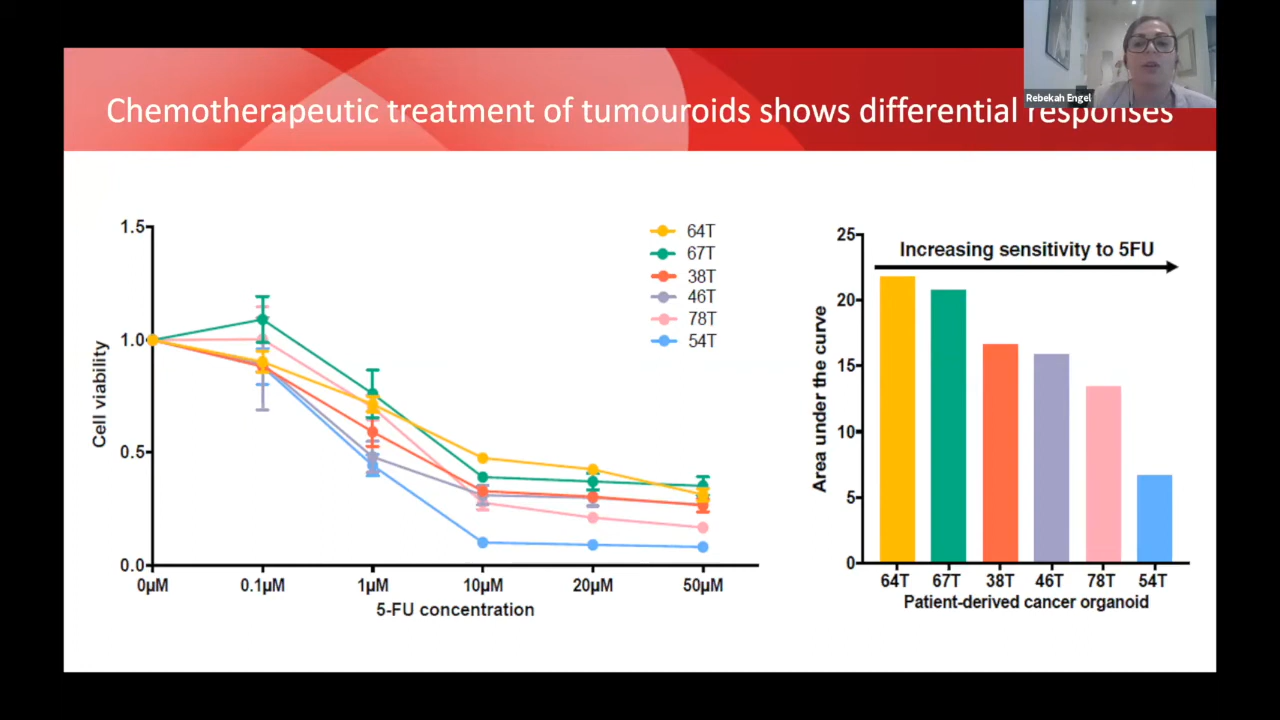 Rebekah Engel
Chemotherapeutic treatment of tumouroids shows differential responses
1.5
1.0
0.5
0.0
Cell viability
0µM
0.1µM
1µM
10µM
20µM
50µM
5-FU concentration
64T
67T
38T
46T
78T
54T
25
20
15
10
5
0
Area under the curve
Increasing sensitivity to 5FU
64T
67T
38T
46T
78T
54T
Patient-derived cancer organoid